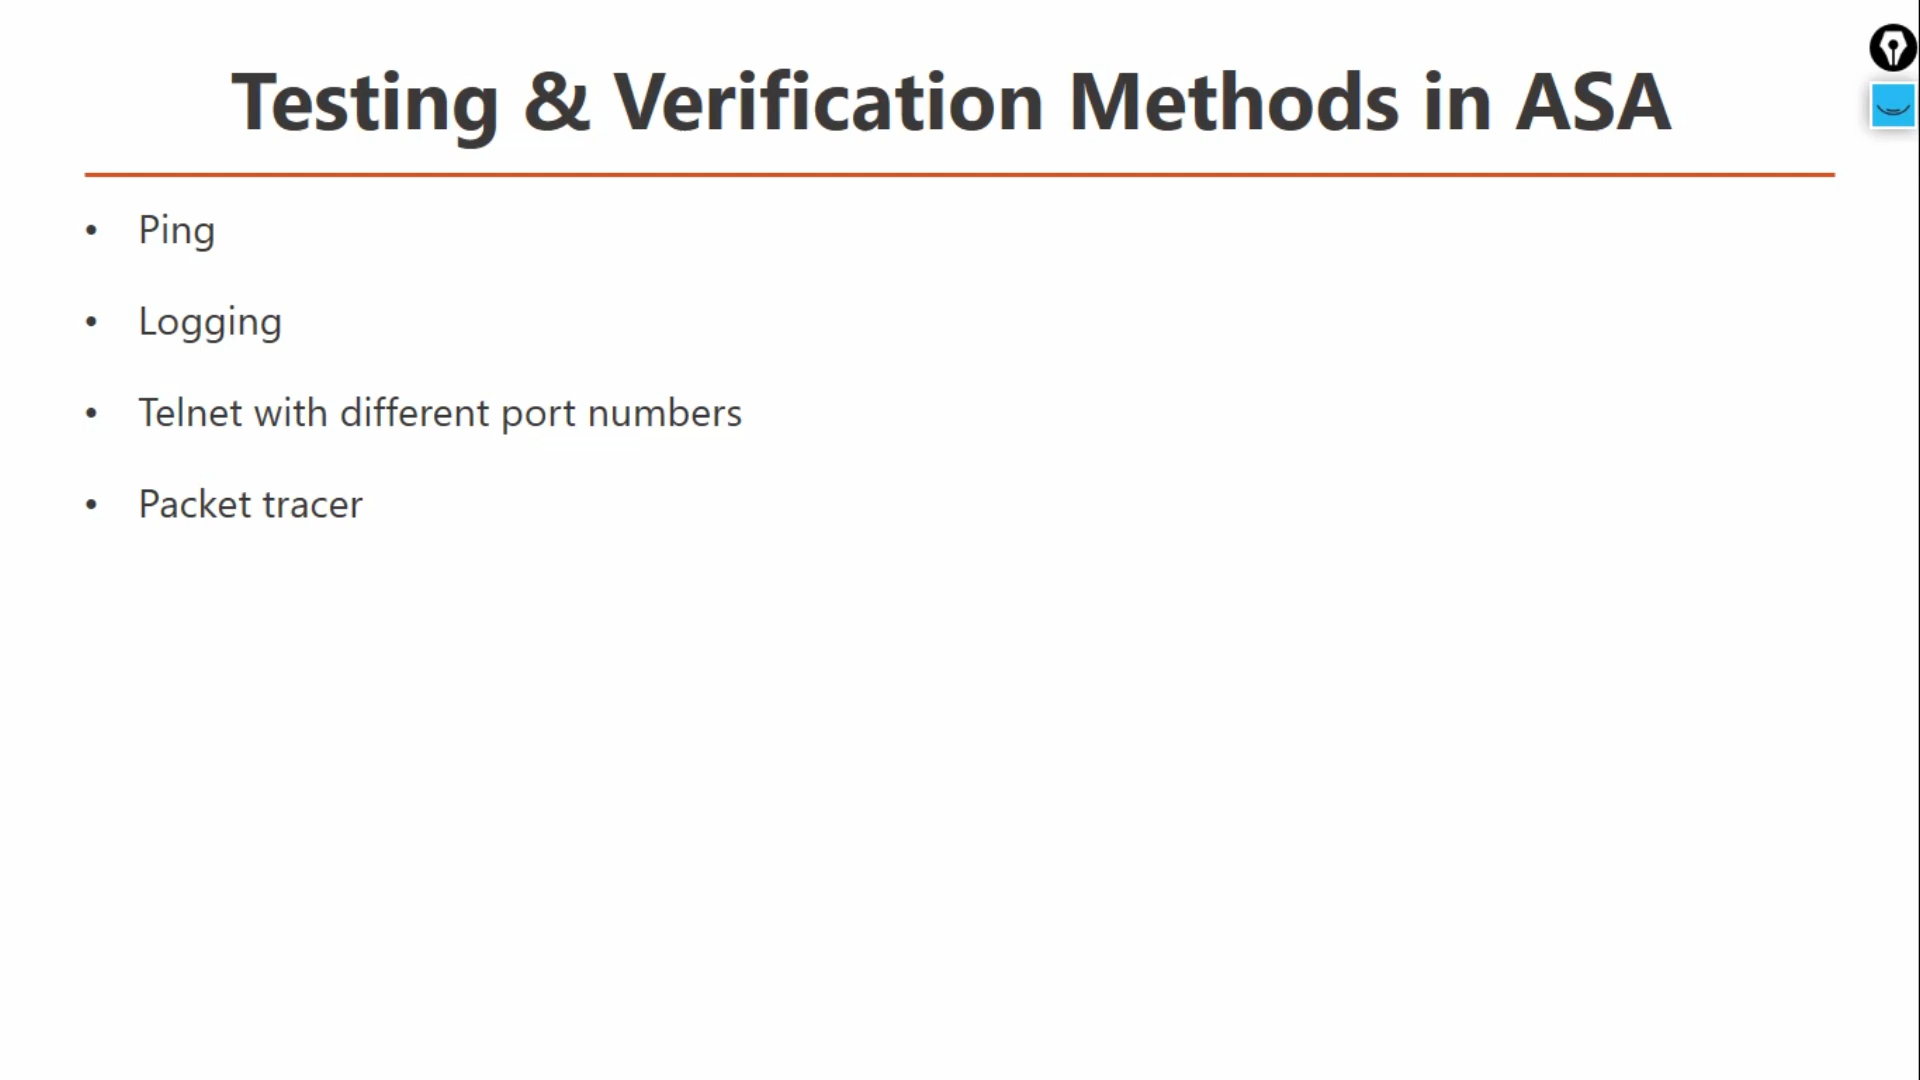 Testing & Verification Methods in ASA
• Ping
• Logging
• Telnet with different port numbers
• Packet tracer